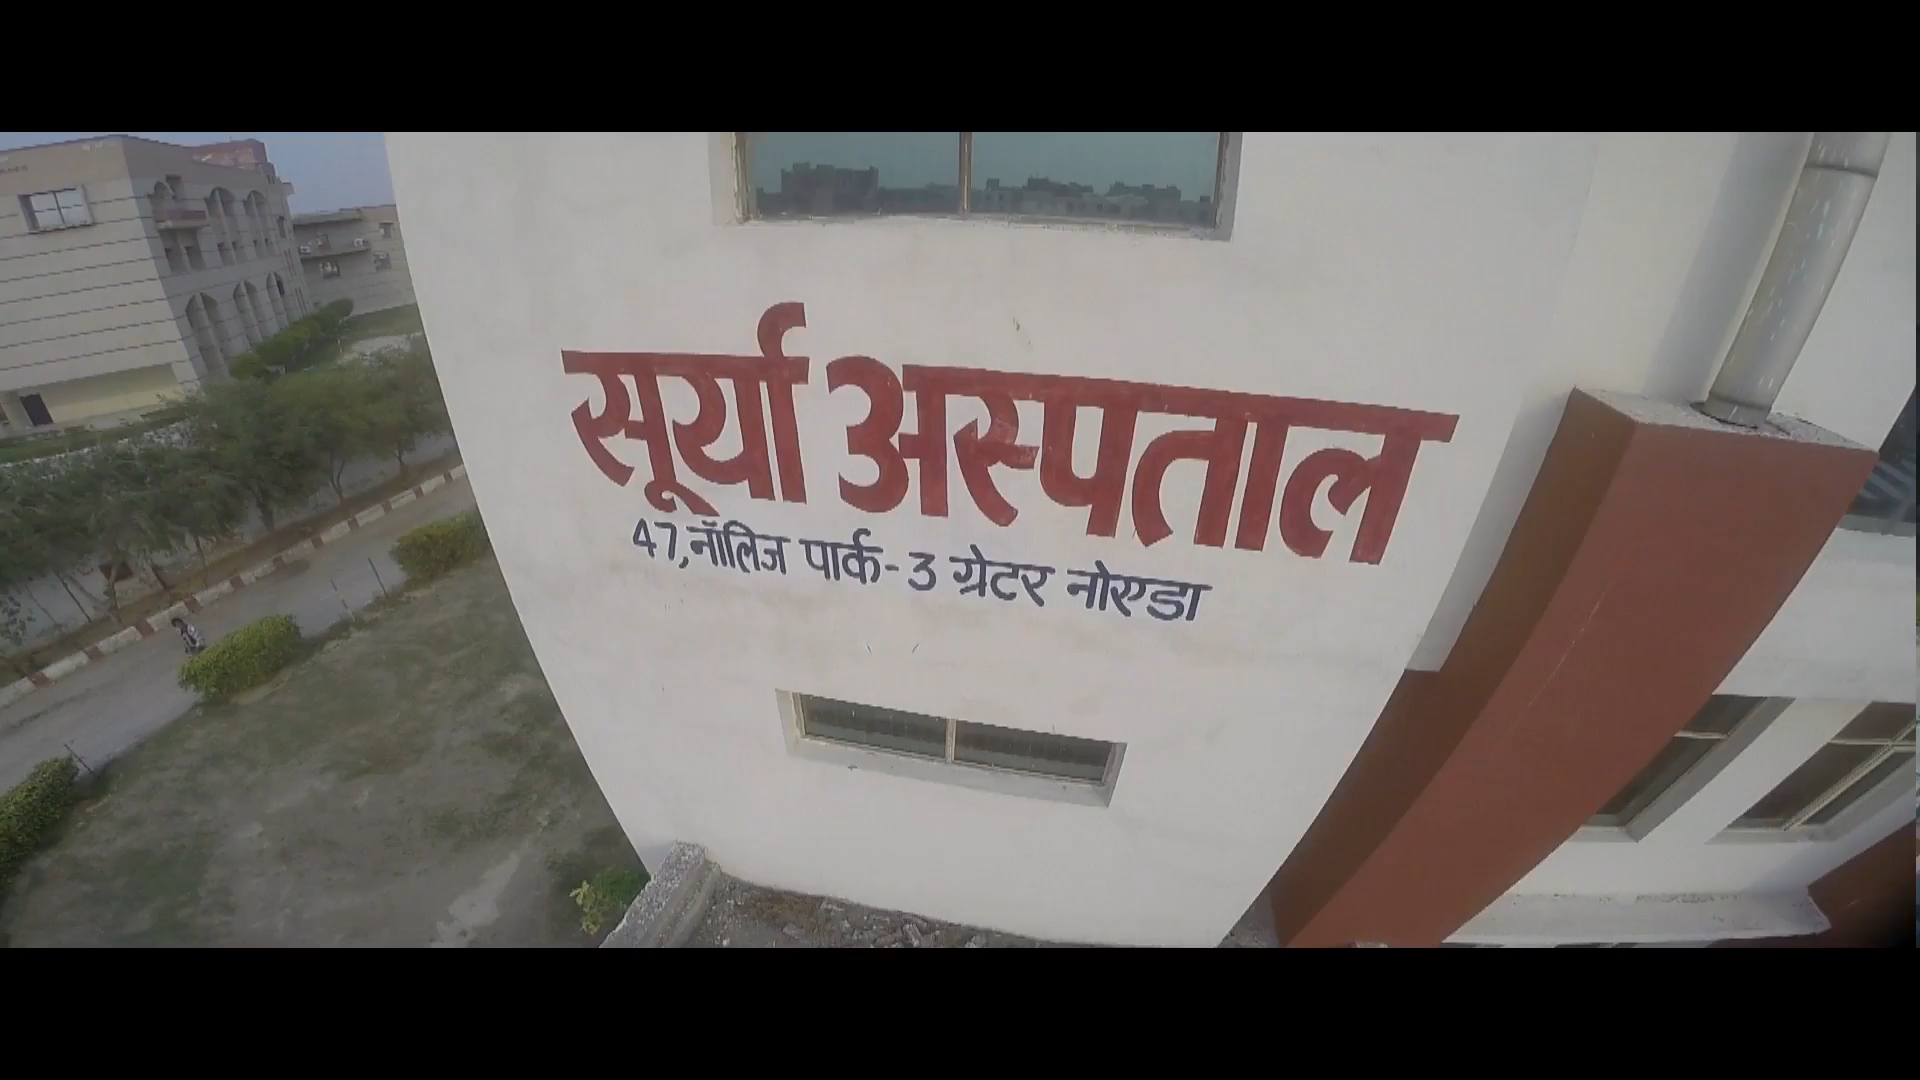 सूर्या अस्पताल
47,नॉलिज पार्क-3 ग्रेटर नोएडा